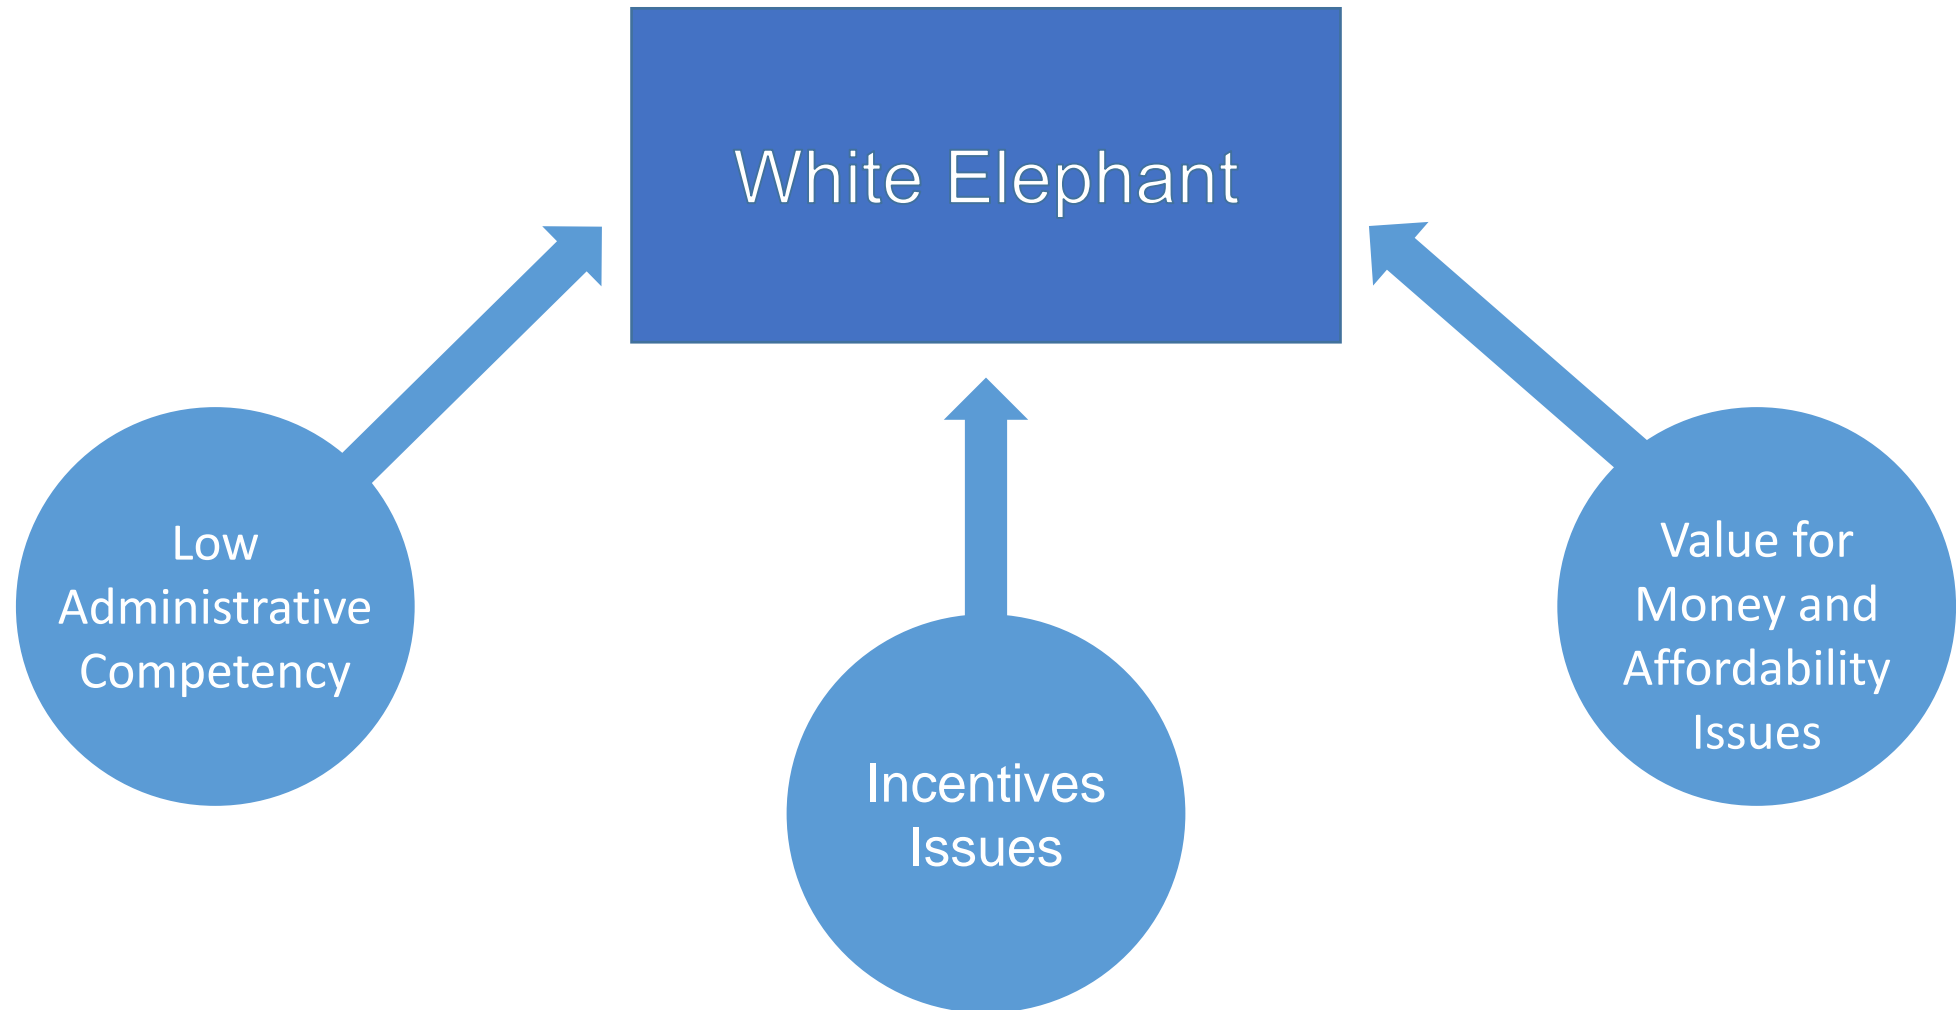 White Elephant
Low
Administrative
Competency
Incentives
Issues
Value for
Money and
Affordability
Issues